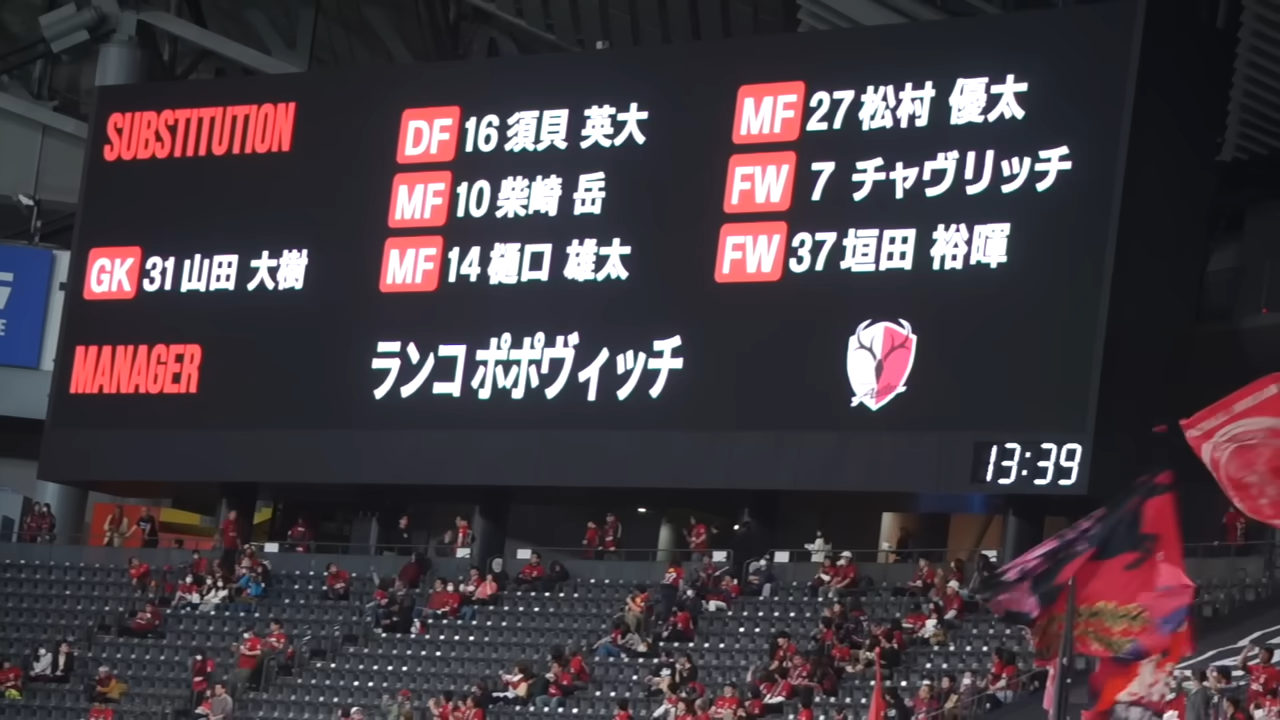 SUBSTITUTION
GK 31 山田 大樹
DF 16 須貝 英大
MF 10 柴崎 岳
MF 14 樋口 雄太
MF 27 松村 優太
FW 7 チャヴリッチ
FW 37 垣田 裕暉
MANAGER
ランコ ポポヴィッチ
13:39